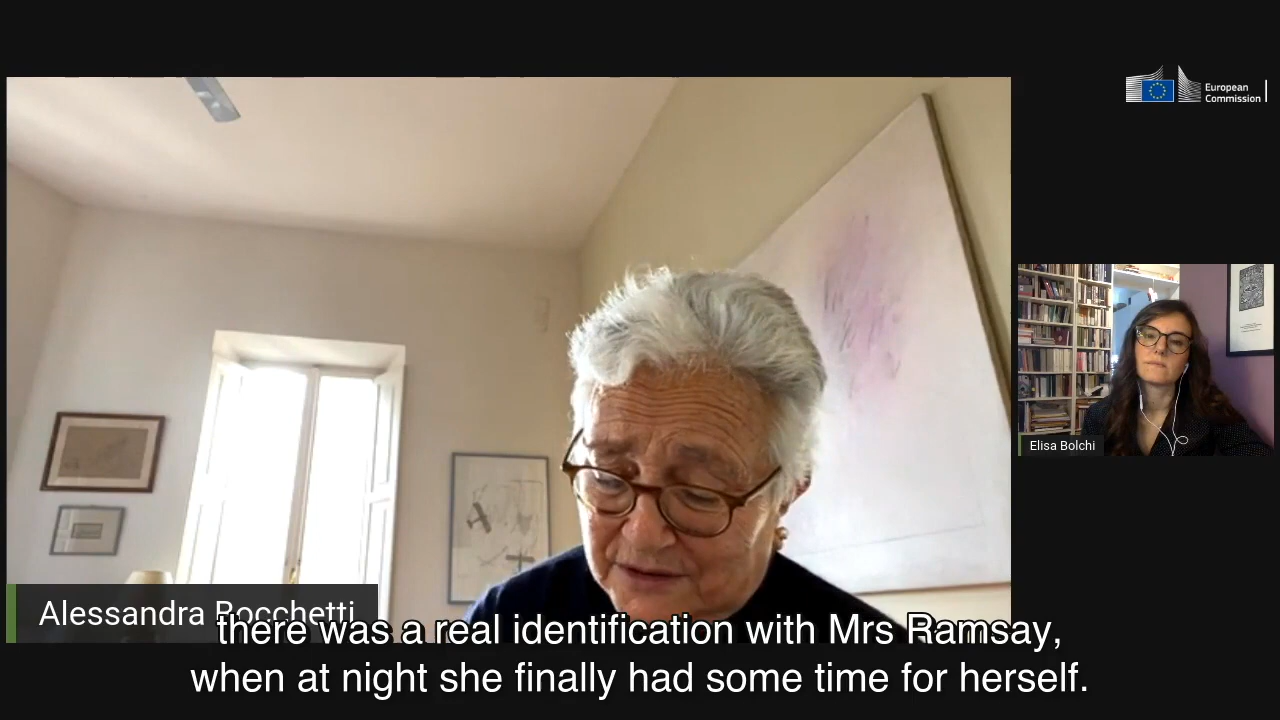 European
Commission
Elisa Bolchi
Alessandra Rocchetti
there was a real identification with Mrs Ramsay,
when at night she finally had some time for herself.